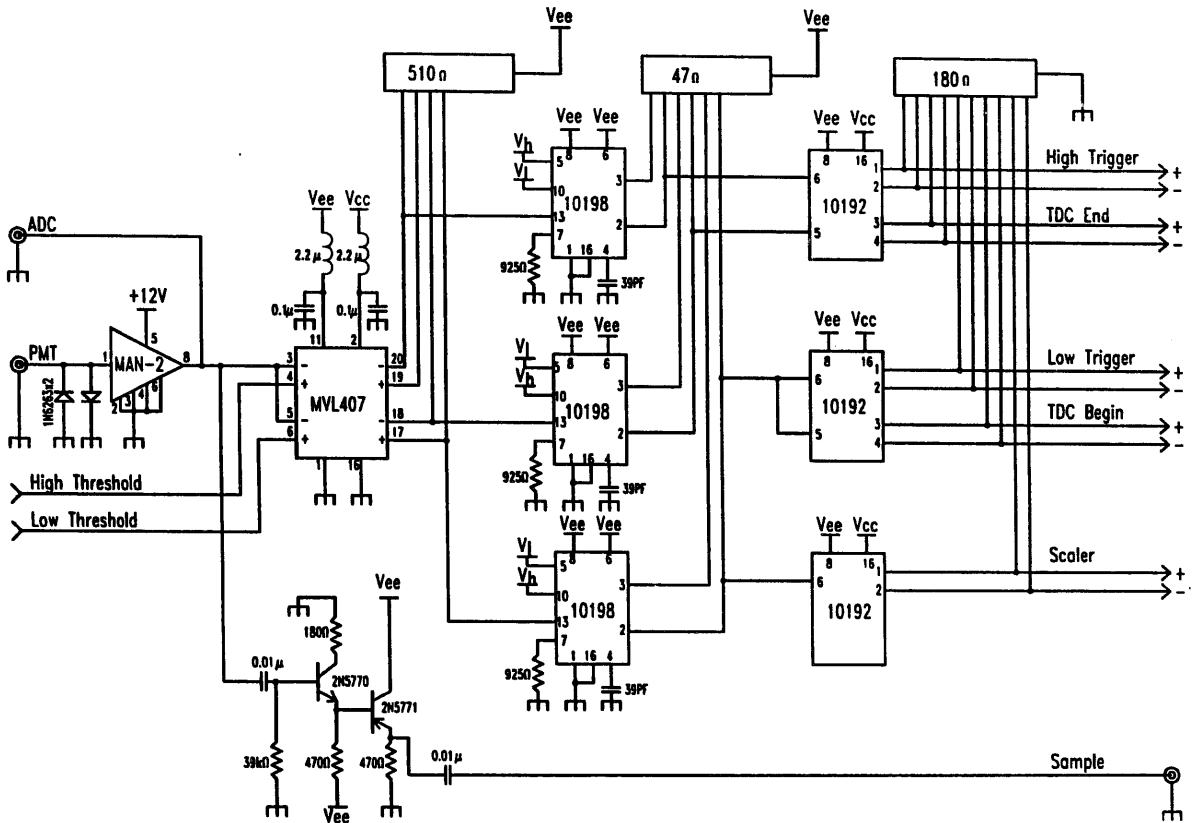 Vee
Vee
510Ω
47Ω
180Ω
Vee Vee
8 6
Vh 5
VL 10
13
7
10198
3
2
1 16 4
925Ω
39PF
Vee Vcc
8 16
6
5
10192
1
2
3
4
High Trigger +
-
TDC End +
-
ADC
Vee Vcc
2.2μ 2.2μ
0.1μ 0.1μ
+12V
5
PMT
1
MAN-2
8
2 3 4 6
1N6263x2
11 2
3 -
4 +
5 -
6 +
MVL407
- 20
+ 19
- 18
+ 17
1 16
High Threshold
Low Threshold
Vee Vee
8 6
VL 5
Vh 10
13
7
10198
3
2
1 16 4
925Ω
39PF
Vee Vcc
8 16
6
5
10192
1
2
3
4
Low Trigger +
-
TDC Begin +
-
Vee Vee
8 6
VL 5
Vh 10
13
7
10198
3
2
1 16 4
925Ω
39PF
Vee Vcc
8 16
6
10192
1
2
Scaler +
-
Vee
180Ω
0.01μ
2N5770
2N5771
39kΩ
470Ω
470Ω
0.01μ
Vee
Sample